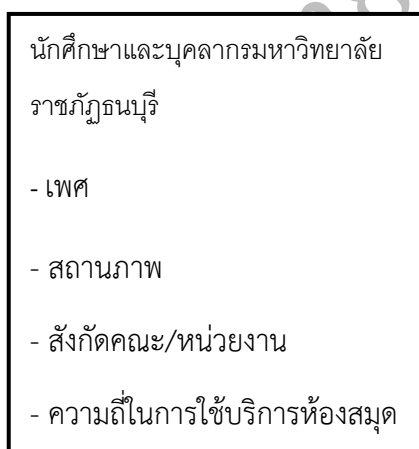 นักศึกษาและบุคลากรมหาวิทยาลัย
ราชภัฏธนบุรี
- เพศ
- สถานภาพ
- สังกัดคณะ/หน่วยงาน
- ความถี่ในการใช้บริการห้องสมุด